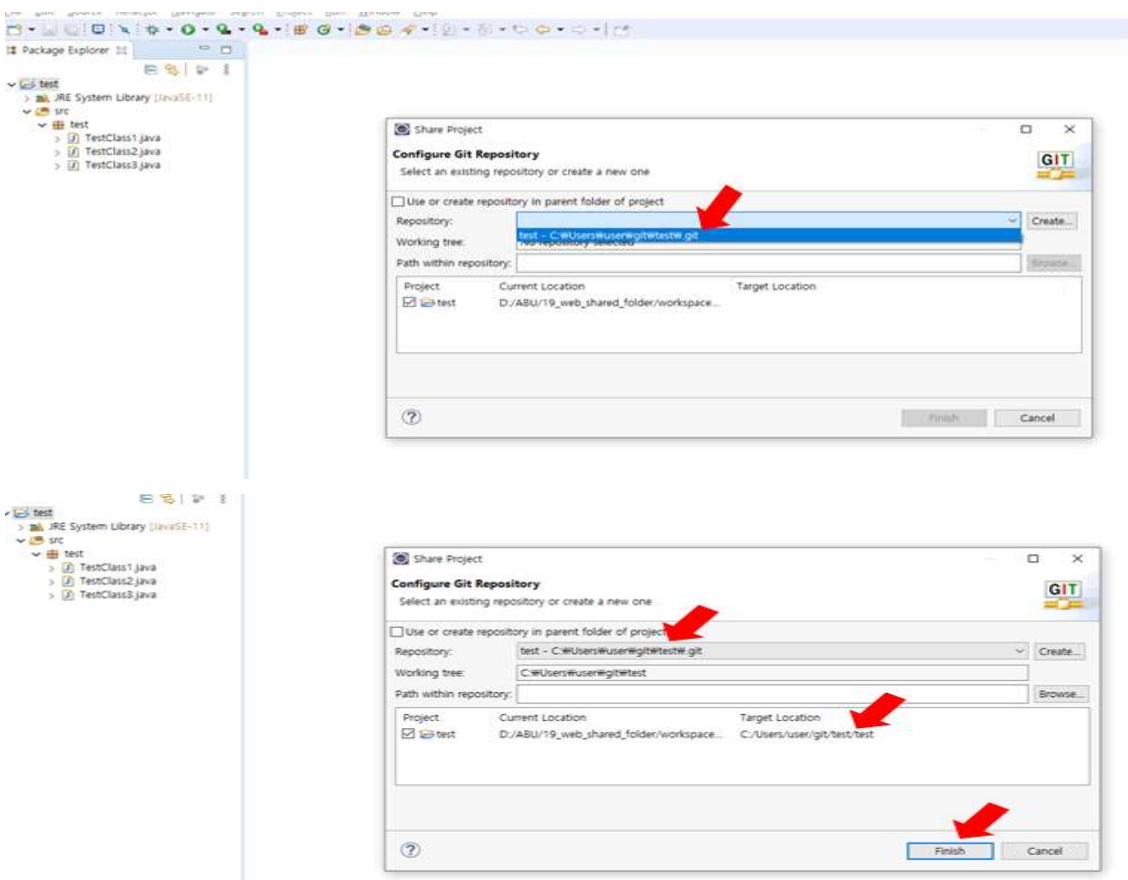 Package Explorer
test
JRE System Library [JavaSE-11]
src
test
TestClass1.java
TestClass2.java
TestClass3.java
Share Project
Configure Git Repository
Select an existing repository or create a new one
GIT
Use or create repository in parent folder of project
Repository:
Create...
test - C:₩Users₩user₩git₩test₩.git
Working tree: No repository selected
Path within repository: Browse...
Project Current Location Target Location
test D:/ABU/19_web_shared_folder/workspace...
Finish Cancel
test
JRE System Library [JavaSE-11]
src
test
TestClass1.java
TestClass2.java
TestClass3.java
Share Project
Configure Git Repository
Select an existing repository or create a new one
GIT
Use or create repository in parent folder of project
Repository: test - C:₩Users₩user₩git₩test₩.git Create...
Working tree: C:₩Users₩user₩git₩test
Path within repository: Browse...
Project Current Location Target Location
test D:/ABU/19_web_shared_folder/workspace... C:/Users/user/git/test/test
Finish Cancel